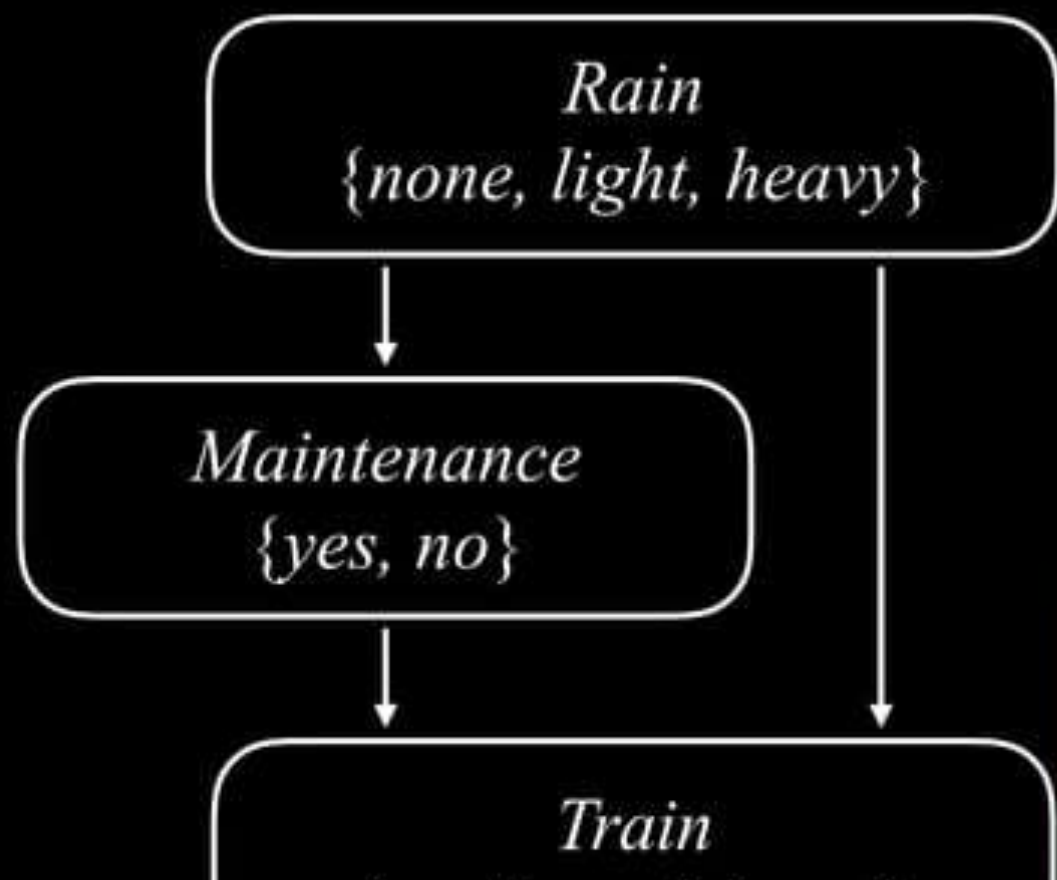 Rain
{none, light, heavy}
Maintenance
{yes, no}
Train